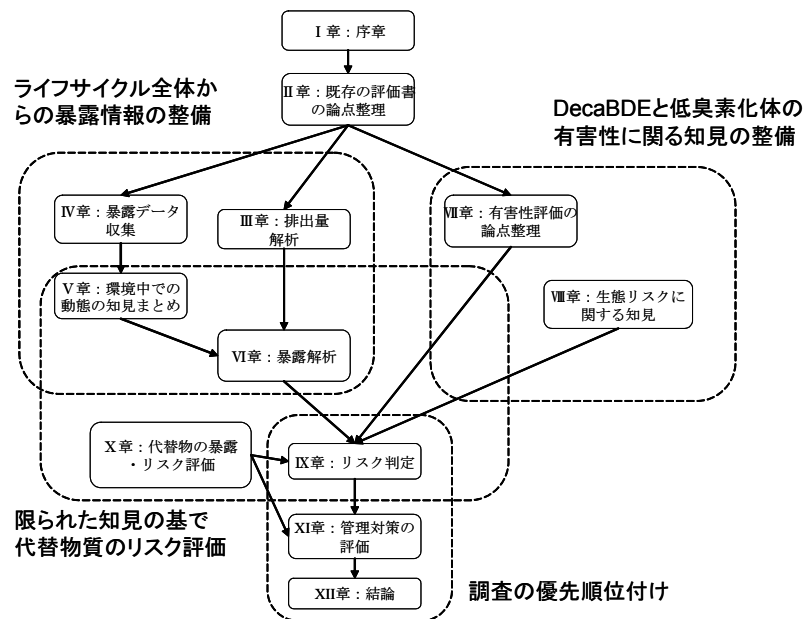 Ⅰ章：序章
ライフサイクル全体か
らの暴露情報の整備
Ⅱ章：既存の評価書
の論点整理
DecaBDEと低臭素化体の
有害性に関る知見の整備
Ⅳ章：暴露データ
収集
Ⅲ章：排出量
解析
Ⅶ章：有害性評価の
論点整理
Ⅴ章：環境中での
動態の知見まとめ
Ⅷ章：生態リスクに
関する知見
Ⅵ章：暴露解析
Ⅹ章：代替物の暴露
・リスク評価
Ⅸ章：リスク判定
限られた知見の基で
代替物質のリスク評価
XI章：管理対策の
評価
XII章：結論
調査の優先順位付け